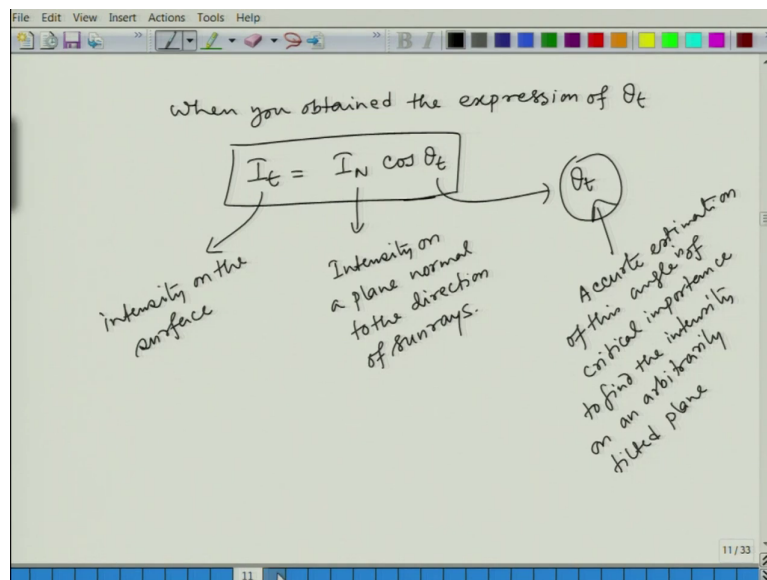 File Edit View Insert Actions Tools Help
B I
when you obtained the expression of θt
It = IN cos θt
θt
intensity on the
surface
Intensity on
a plane normal
to the direction
of sunrays.
Accurte estimation
of this angle is of
critical importance
to find the intensity
on an arbitrarily
tilted plane
11 / 33
11